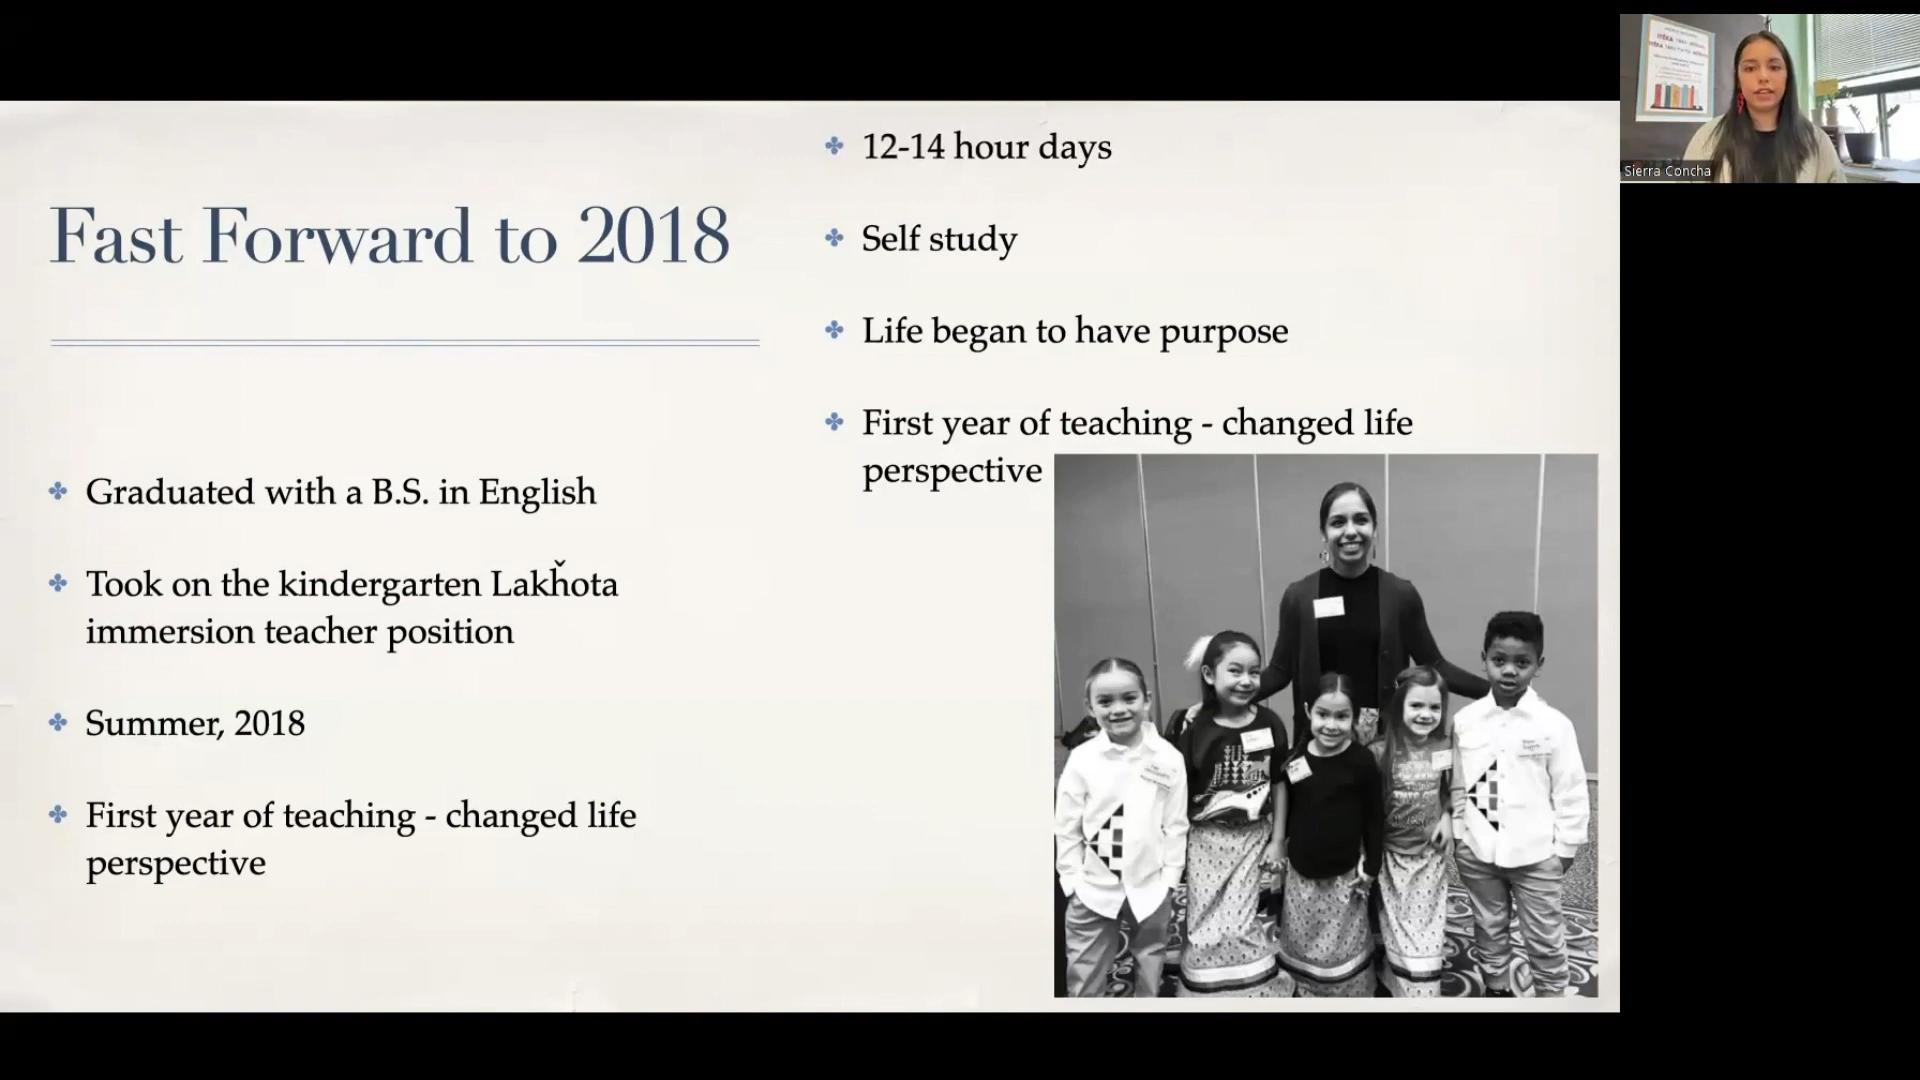 Fast Forward to 2018
Graduated with a B.S. in English
Took on the kindergarten Lakȟota
immersion teacher position
Summer, 2018
First year of teaching - changed life
perspective
12-14 hour days
Self study
Life began to have purpose
First year of teaching - changed life
perspective
Sierra Concha